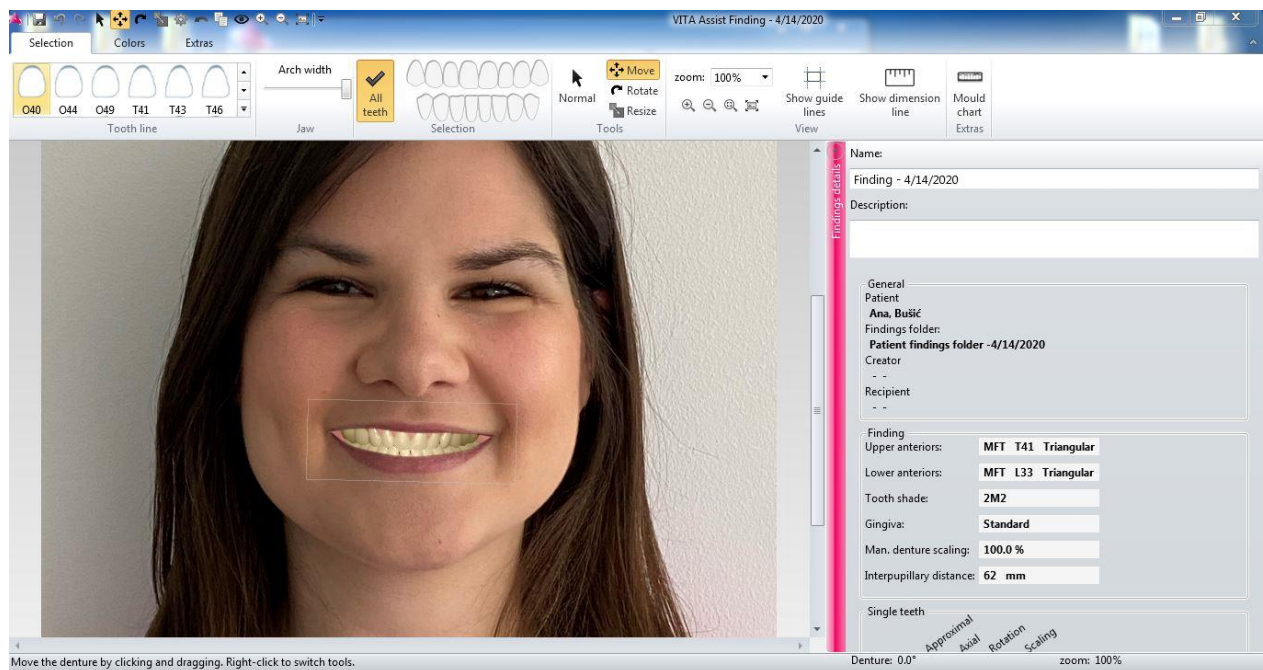 VITA Assist Finding - 4/14/2020
Selection Colors Extras
O40 O44 O49 T41 T43 T46
Tooth line
Arch width
Jaw
All teeth
Selection
Normal
Move
Rotate
Resize
Tools
zoom: 100%
Show guide lines
Show dimension line
View
Mould chart
Extras
Findings details
Name:
Finding - 4/14/2020
Description:
General
Patient
Ana, Bušić
Findings folder:
Patient findings folder -4/14/2020
Creator
- -
Recipient
- -
Finding
Upper anteriors: MFT T41 Triangular
Lower anteriors: MFT L33 Triangular
Tooth shade: 2M2
Gingiva: Standard
Man. denture scaling: 100.0 %
Interpupillary distance: 62 mm
Single teeth
Approximal
Axial
Rotation
Scaling
Move the denture by clicking and dragging. Right-click to switch tools.
Denture: 0.0° zoom: 100%